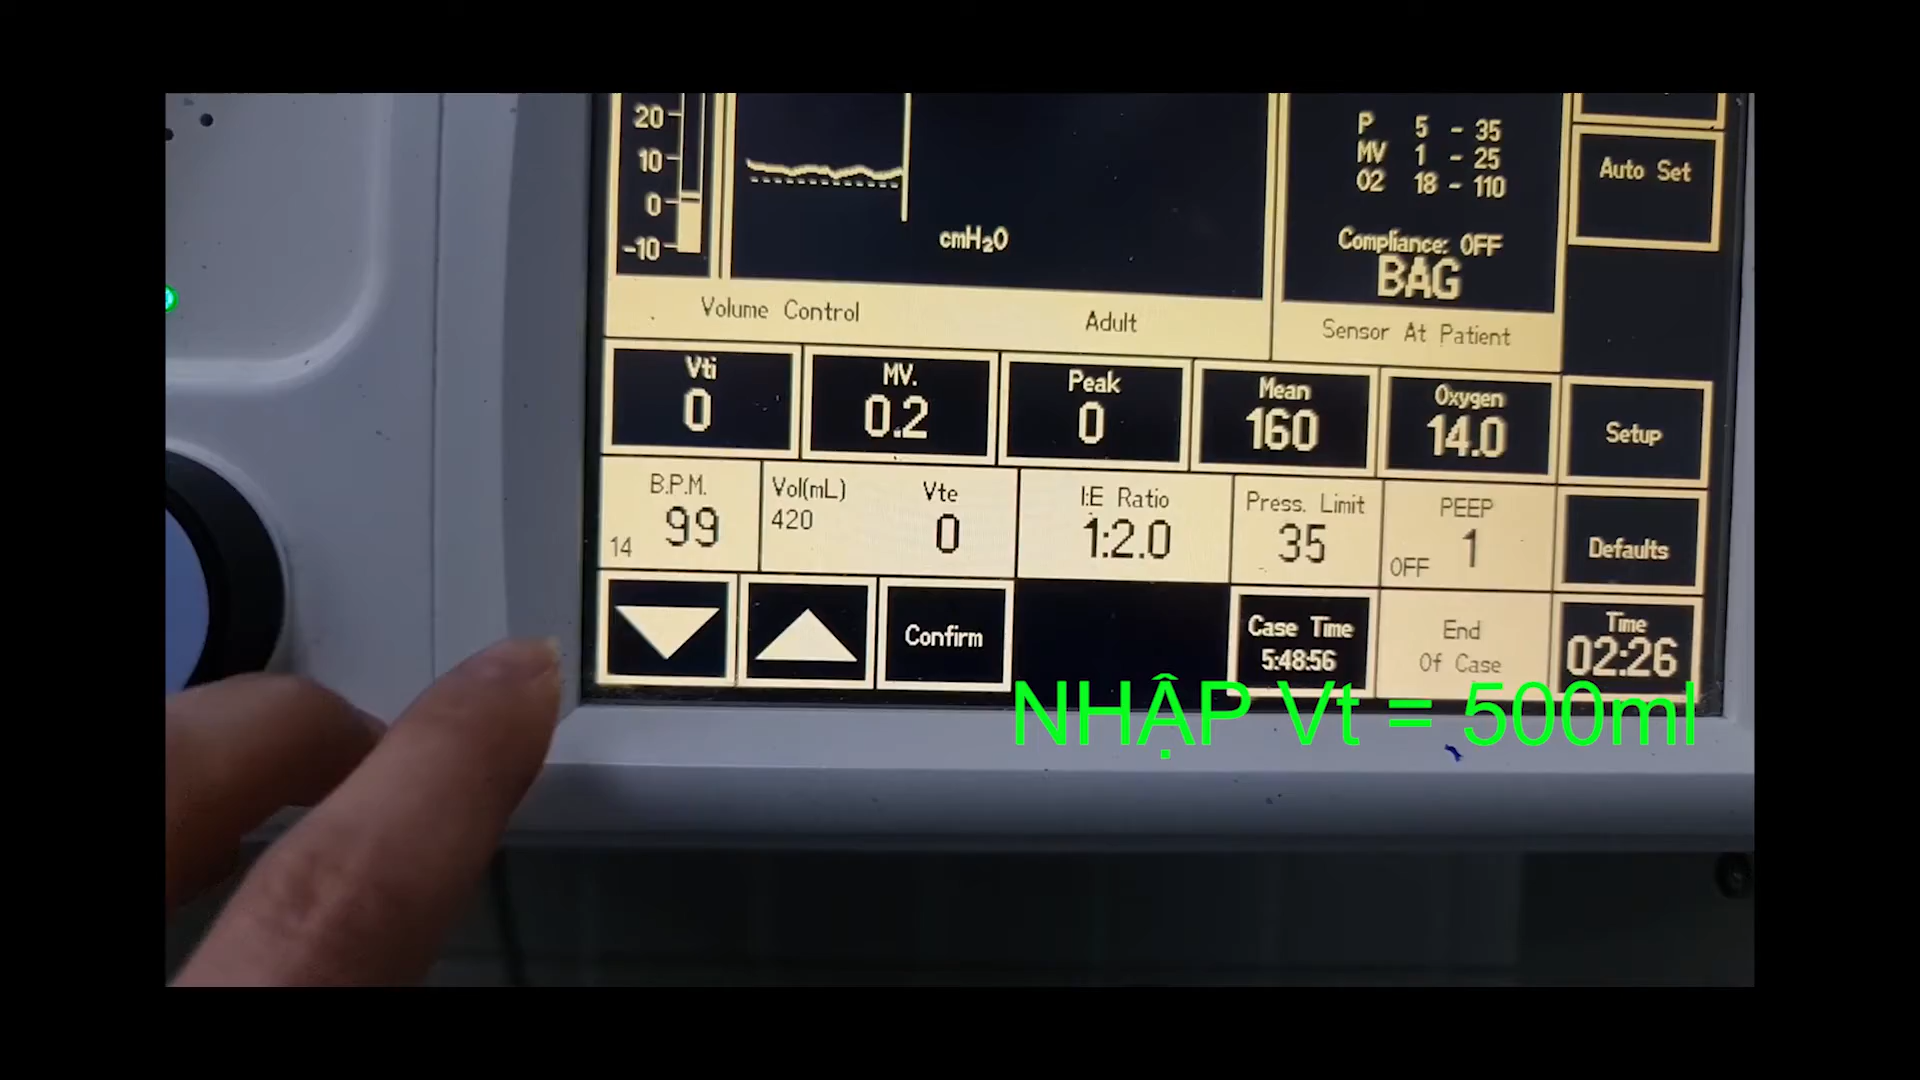 20
10
0
-10
cmH₂O
P 5 - 35
MV 1 - 25
O2 18 - 110
Compliance: OFF
BAG
Auto Set
Volume Control
Adult
Sensor At Patient
Vti
0
MV.
0.2
Peak
0
Mean
160
Oxygen
14.0
Setup
B.P.M.
99
14
Vol(mL)
420
Vte
0
I:E Ratio
1:2.0
Press. Limit
35
PEEP
1
OFF
Defaults
Confirm
Case Time
5:48:56
End
Of Case
Time
02:26
NHẬP Vt = 500ml